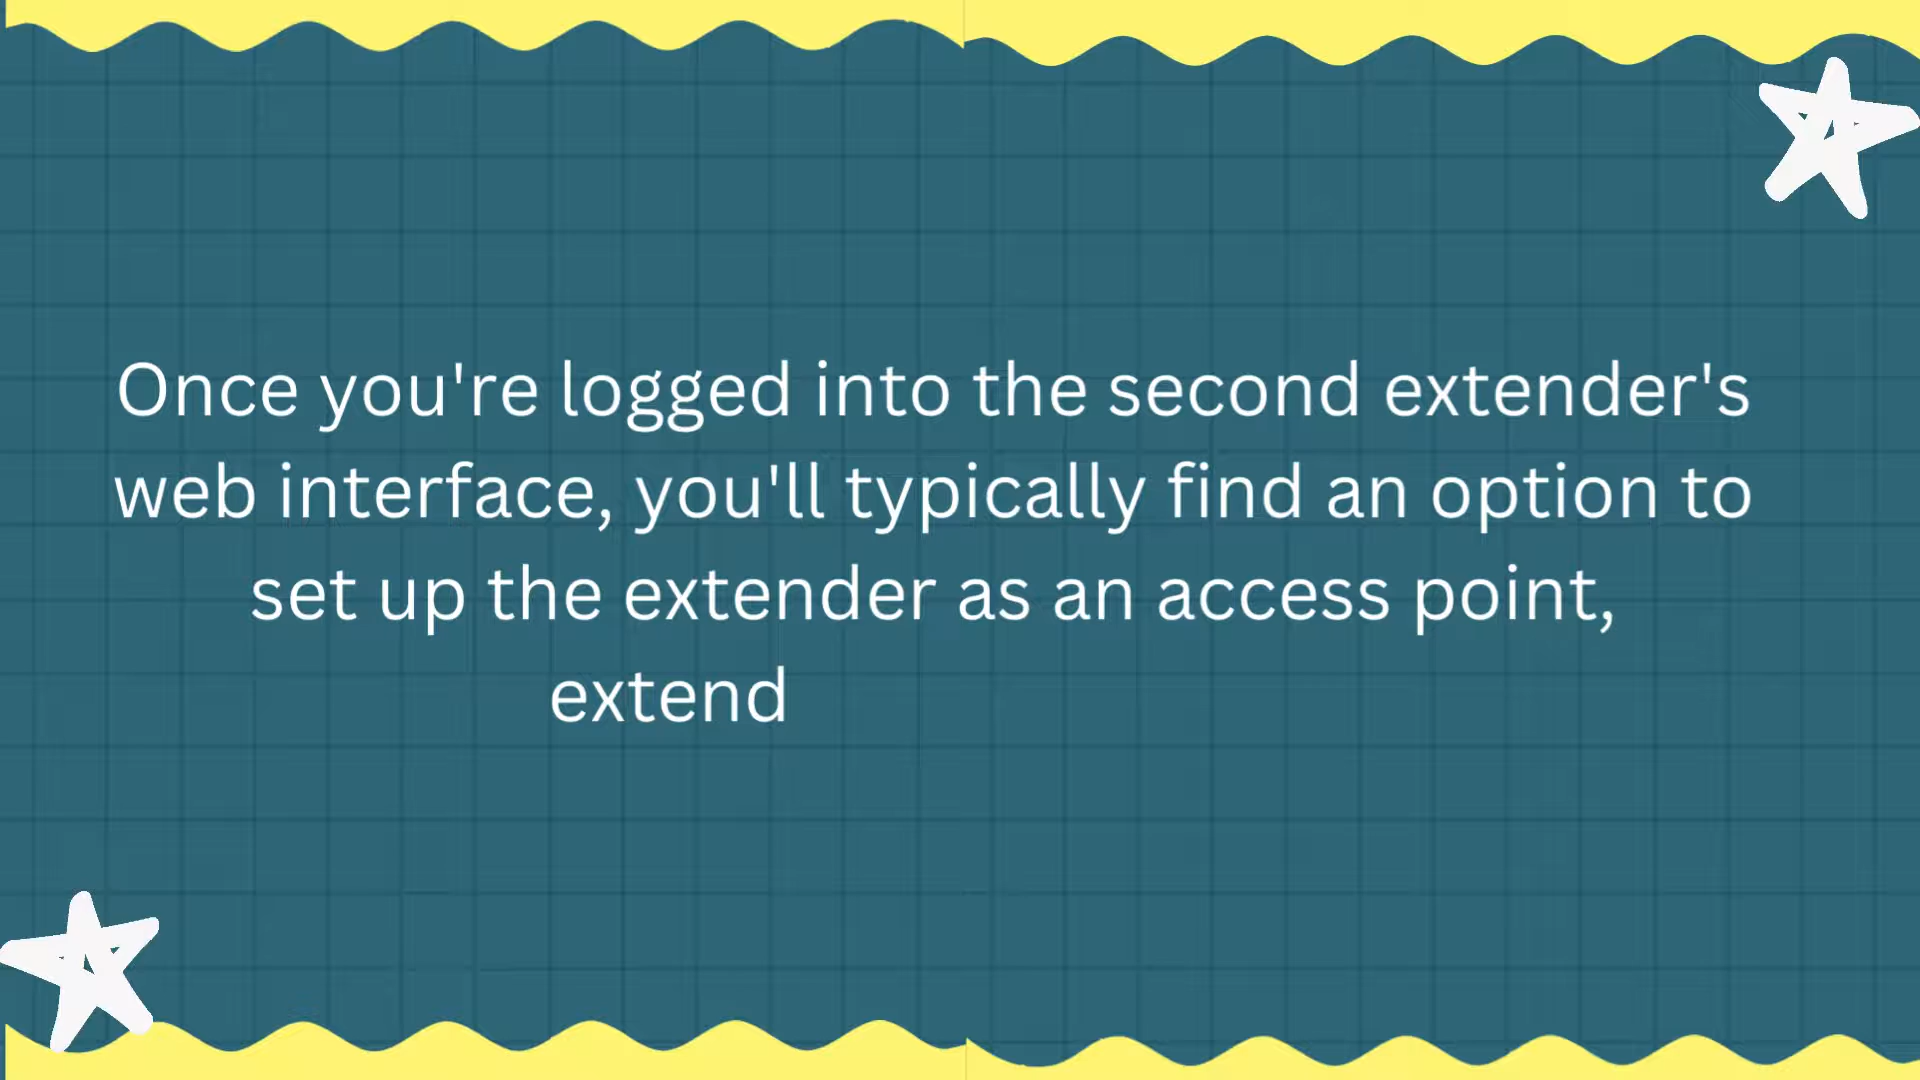 Once you're logged into the second extender's
web interface, you'll typically find an option to
set up the extender as an access point,
extend